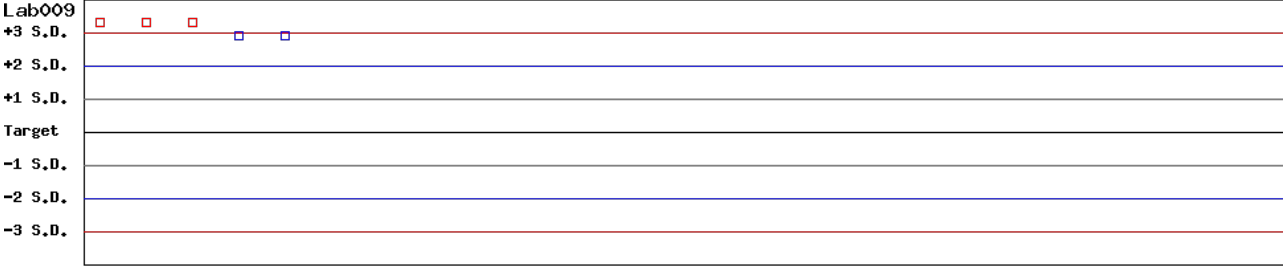 Lab009
+3 S.D.
+2 S.D.
+1 S.D.
Target
-1 S.D.
-2 S.D.
-3 S.D.